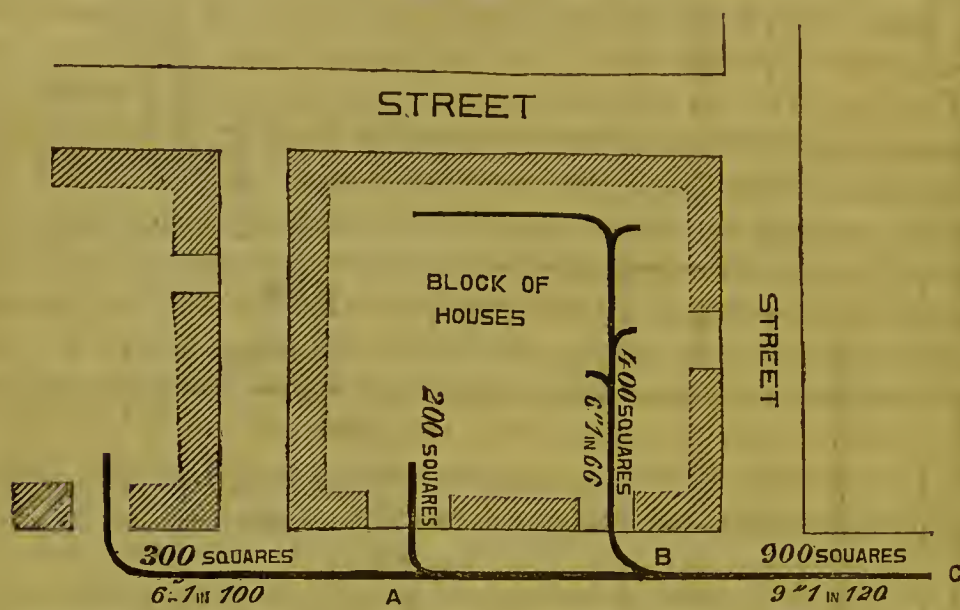 STREET
BLOCK OF
HOUSES
STREET
400 SQUARES
6" 1 IN 66
200 SQUARES
300 SQUARES
B
900 SQUARES
C
6" 1 IN 100
A
9" 1 IN 120